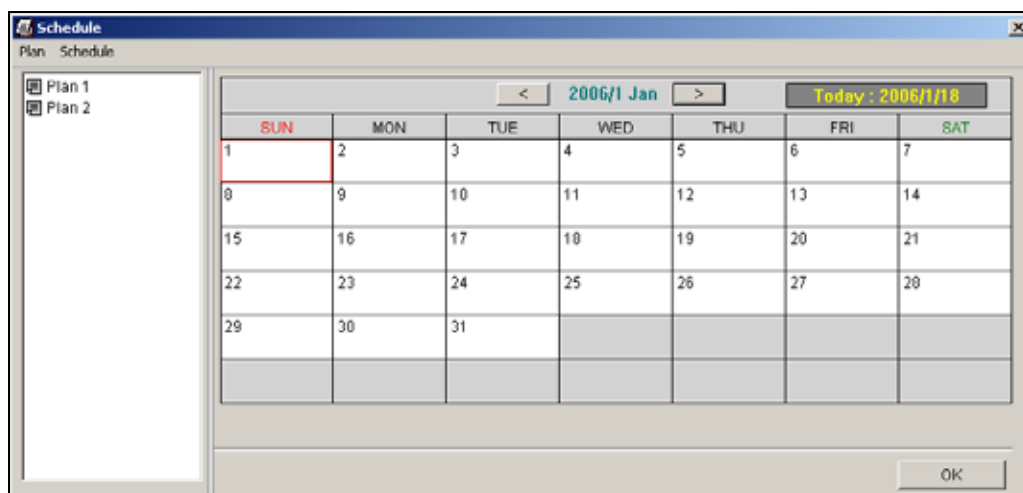 Schedule
Plan Schedule
Plan 1
Plan 2
< 2006/1 Jan > Today : 2006/1/18
SUN MON TUE WED THU FRI SAT
1 2 3 4 5 6 7
8 9 10 11 12 13 14
15 16 17 18 19 20 21
22 23 24 25 26 27 28
29 30 31
OK